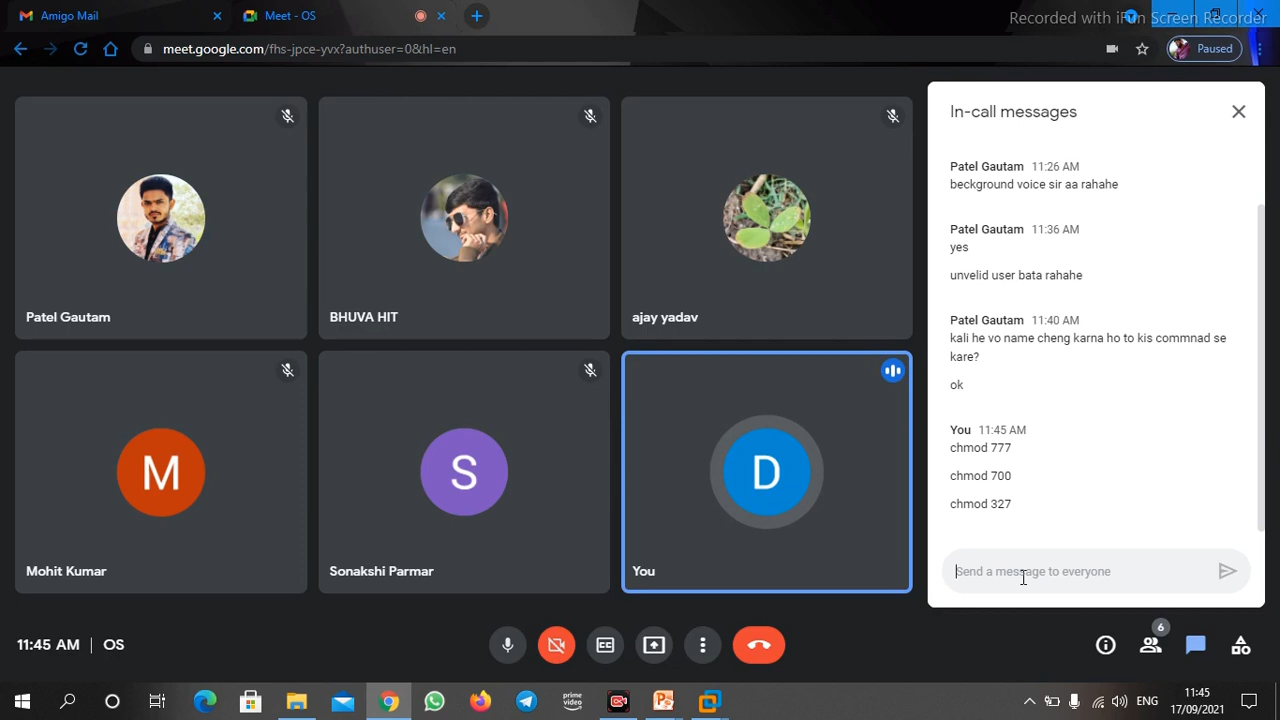 Amigo Mail
Meet - OS
Recorded with iFun Screen Recorder
meet.google.com/fhs-jpce-yvx?authuser=0&hl=en
Paused
Patel Gautam
BHUVA HIT
ajay yadav
M
Mohit Kumar
S
Sonakshi Parmar
D
You
In-call messages
Patel Gautam 11:26 AM
beckground voice sir aa rahahe
Patel Gautam 11:36 AM
yes
unvelid user bata rahahe
Patel Gautam 11:40 AM
kali he vo name cheng karna ho to kis commnad se
kare?
ok
You 11:45 AM
chmod 777
chmod 700
chmod 327
Send a message to everyone
11:45 AM | OS
6
prime
video
ENG
11:45
17/09/2021